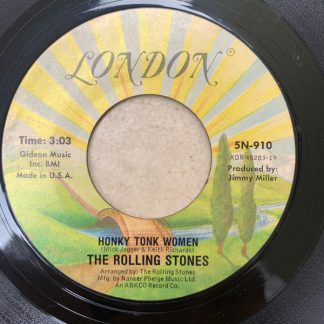 LONDON®
Time: 3:03
Gideon Music
Inc. BMI
Made in U.S.A.
5N-910
XDR 45283-19
Produced by:
Jimmy Miller
HONKY TONK WOMEN
(Mick Jagger & Keith Richards)
THE ROLLING STONES
Arranged by: The Rolling Stones
Mfg. by Nanker Phelge Music Ltd.
An ABKCO Record Co.